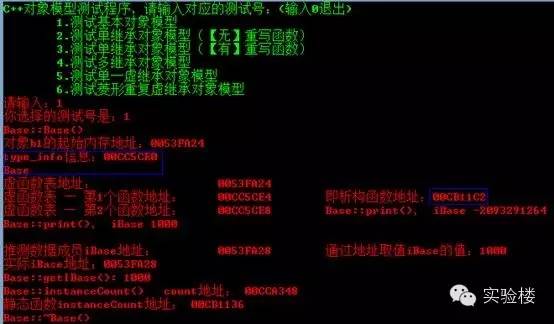 C++对象模型测试程序，请输入对应的测试号：（输入0退出）
1.测试基本对象模型
2.测试单继承对象模型（【无】重写函数）
3.测试单继承对象模型（【有】重写函数）
4.测试多继承对象模型
5.测试单一虚继承对象模型
6.测试菱形重复虚继承对象模型
请输入：1
你选择的测试号是：1
Base::Base()
对象b1的起始内存地址：0053FA24
type_info信息：00CC5CE0
Base
虚函数表地址： 0053FA24
虚函数表 — 第1个函数地址： 00CC5CE4 即析构函数地址：00CB11C2
虚函数表 — 第2个函数地址： 00CC5CE8 Base::print(), iBase -2093291264
Base::print(), iBase 1000
推测数据成员iBase地址： 0053FA28 通过地址取值iBase的值：1000
实际iBase地址：0053FA28
Base::getIBase(): 1000
Base::instanceCount() count地址： 00CCA348
静态函数instanceCount地址： 00CB1136
Base::~Base()
实验楼